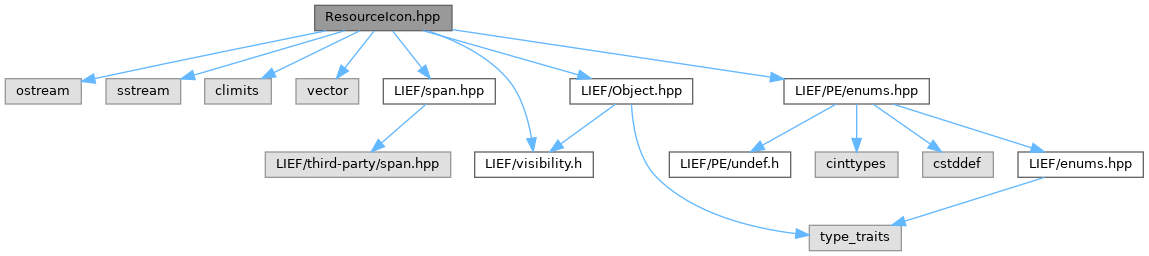 ResourceIcon.hpp
ostream
sstream
climits
vector
LIEF/span.hpp
LIEF/Object.hpp
LIEF/PE/enums.hpp
LIEF/third-party/span.hpp
LIEF/visibility.h
LIEF/PE/undef.h
cinttypes
cstddef
LIEF/enums.hpp
type_traits